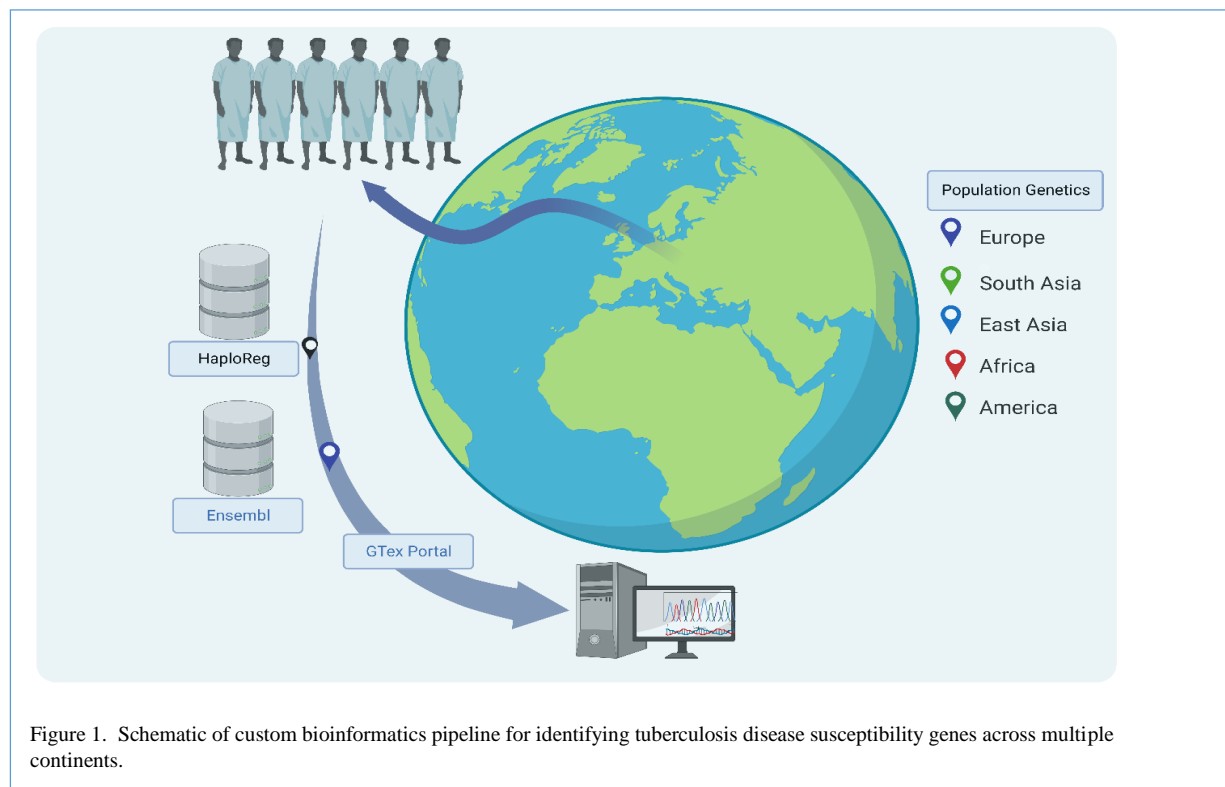 Population Genetics
Europe
South Asia
East Asia
Africa
America
HaploReg
Ensembl
GTex Portal
Figure 1. Schematic of custom bioinformatics pipeline for identifying tuberculosis disease susceptibility genes across multiple
continents.